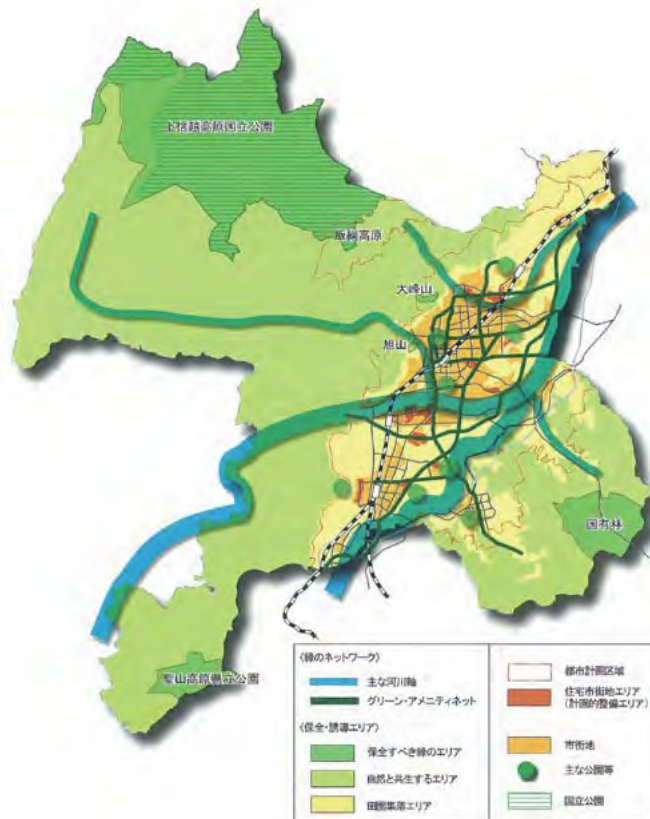 上信越高原国立公園
飯綱高原
大峰山
旭山
国有林
聖山高原県立公園
〈緑のネットワーク〉
主な河川軸
グリーン・アメニティネット
〈保全・誘導エリア〉
保全すべき緑のエリア
自然と共生するエリア
田園集落エリア
都市計画区域
住宅市街地エリア
(計画的整備エリア)
市街地
主な公園等
国立公園